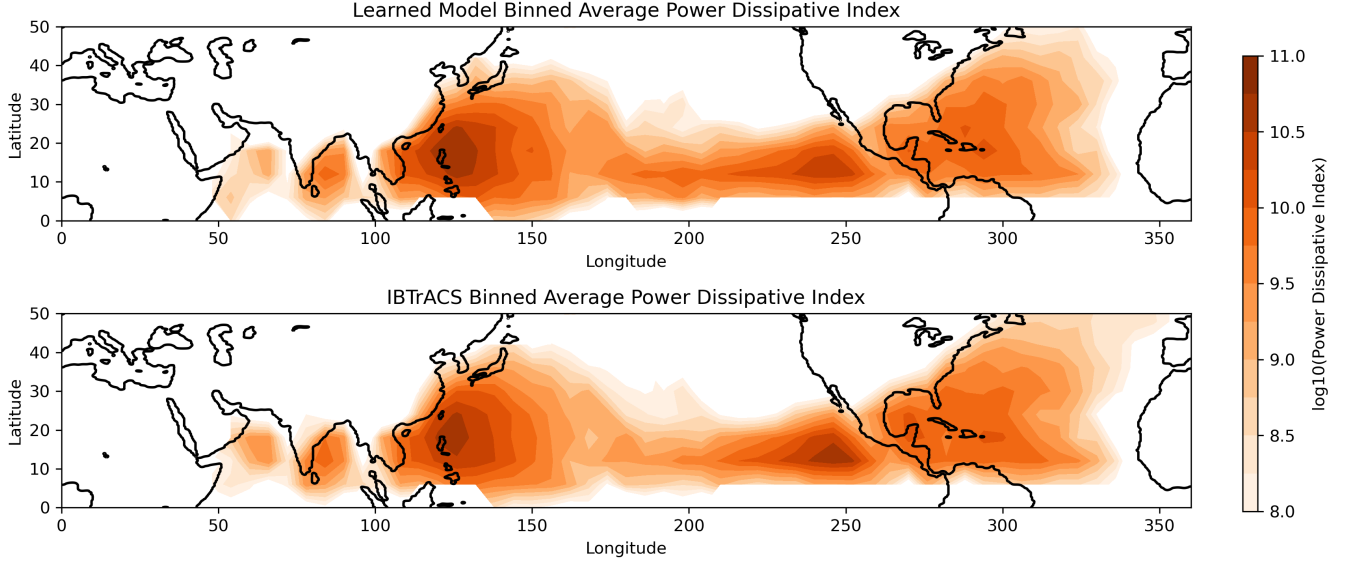 Learned Model Binned Average Power Dissipative Index
50
40
30
20
10
0
Latitude
0 50 100 150 200 250 300 350
Longitude
IBTrACS Binned Average Power Dissipative Index
50
40
30
20
10
0
Latitude
0 50 100 150 200 250 300 350
Longitude
11.0
10.5
10.0
9.5
9.0
8.5
8.0
log10(Power Dissipative Index)